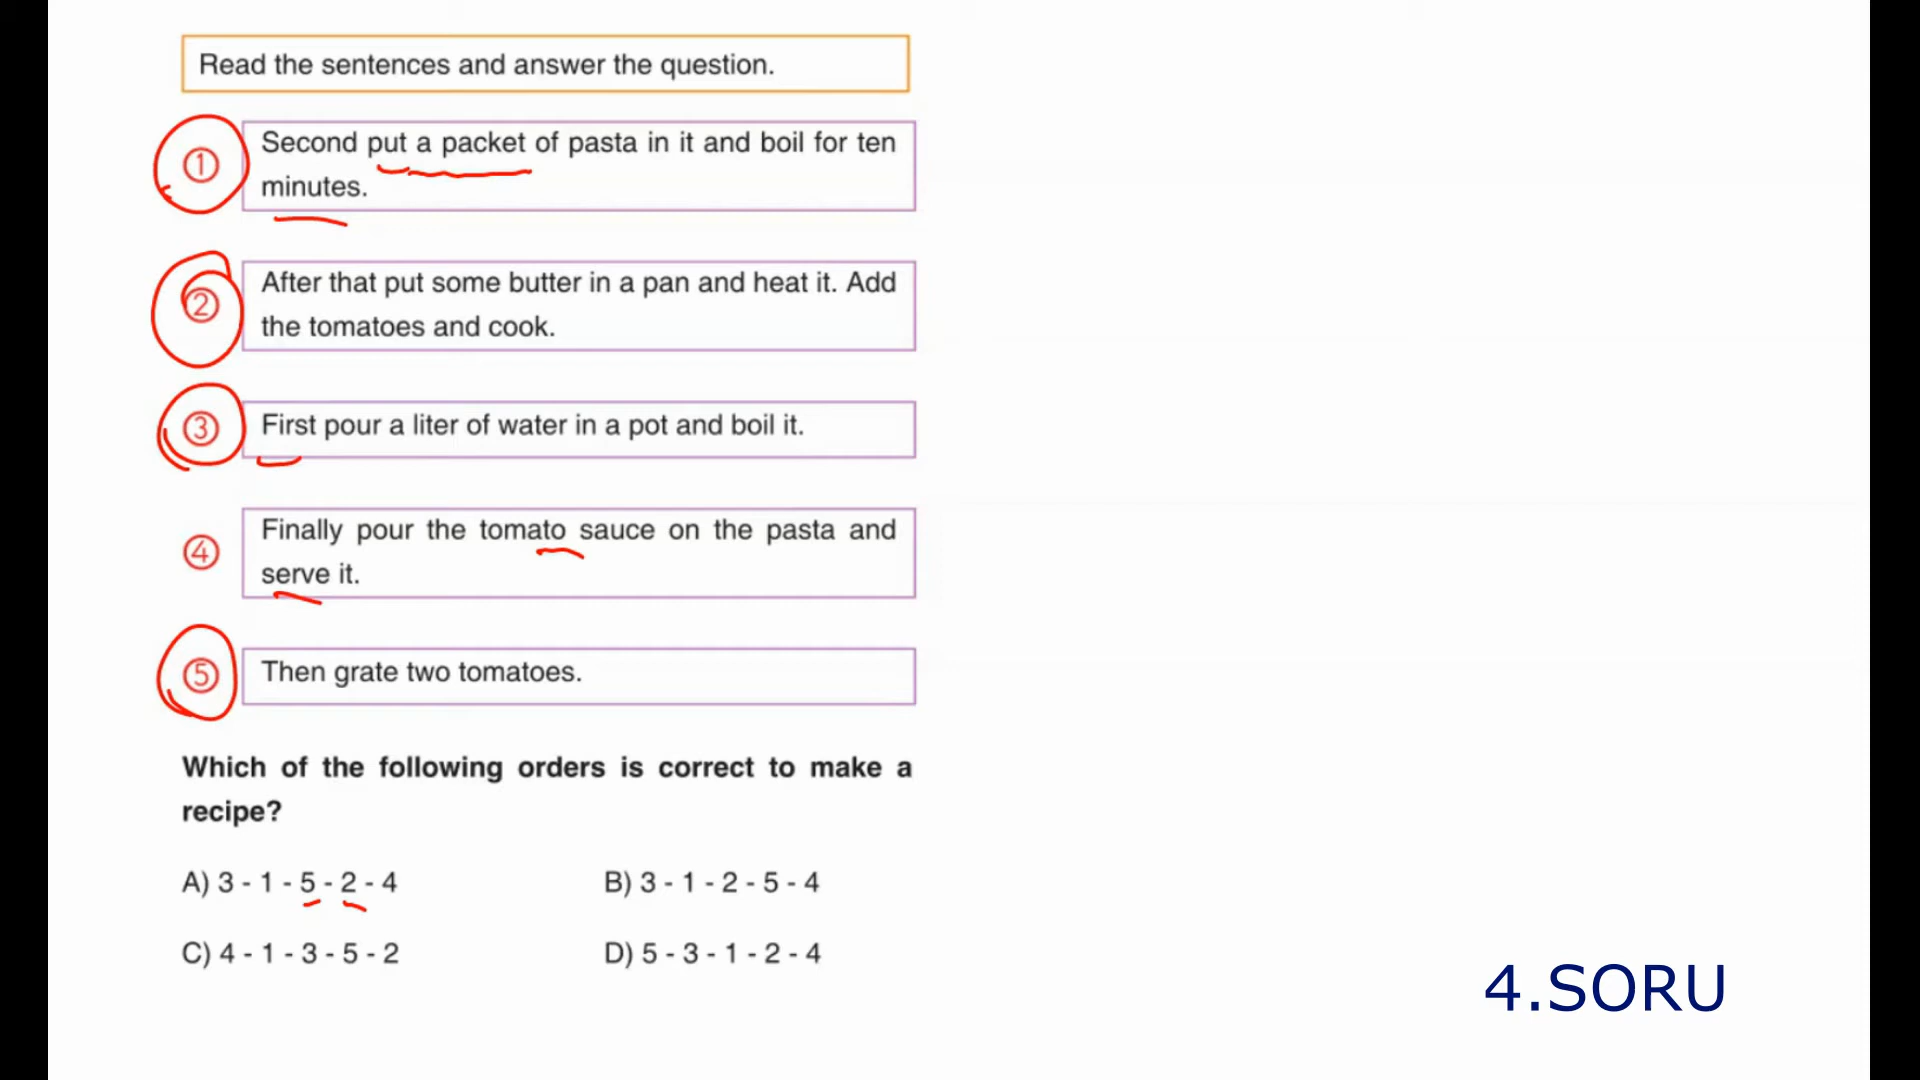 Read the sentences and answer the question.
① Second put a packet of pasta in it and boil for ten
minutes.
② After that put some butter in a pan and heat it. Add
the tomatoes and cook.
③ First pour a liter of water in a pot and boil it.
④ Finally pour the tomato sauce on the pasta and
serve it.
⑤ Then grate two tomatoes.
Which of the following orders is correct to make a
recipe?
A) 3 - 1 - 5 - 2 - 4 B) 3 - 1 - 2 - 5 - 4
C) 4 - 1 - 3 - 5 - 2 D) 5 - 3 - 1 - 2 - 4
4.SORU